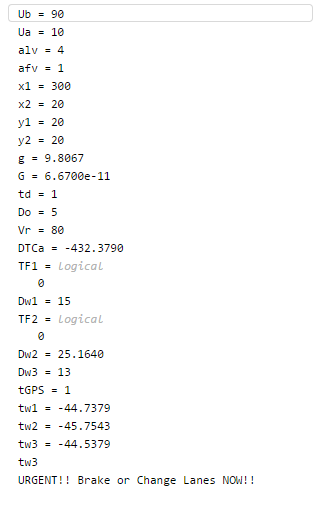 Ub = 90
Ua = 10
alv = 4
afv = 1
x1 = 300
x2 = 20
y1 = 20
y2 = 20
g = 9.8067
G = 6.6700e-11
td = 1
Do = 5
Vr = 80
DTCa = -432.3790
TF1 = Logical
0
Dw1 = 15
TF2 = Logical
0
Dw2 = 25.1640
Dw3 = 13
tGPS = 1
tw1 = -44.7379
tw2 = -45.7543
tw3 = -44.5379
tw3
URGENT!! Brake or Change Lanes NOW!!